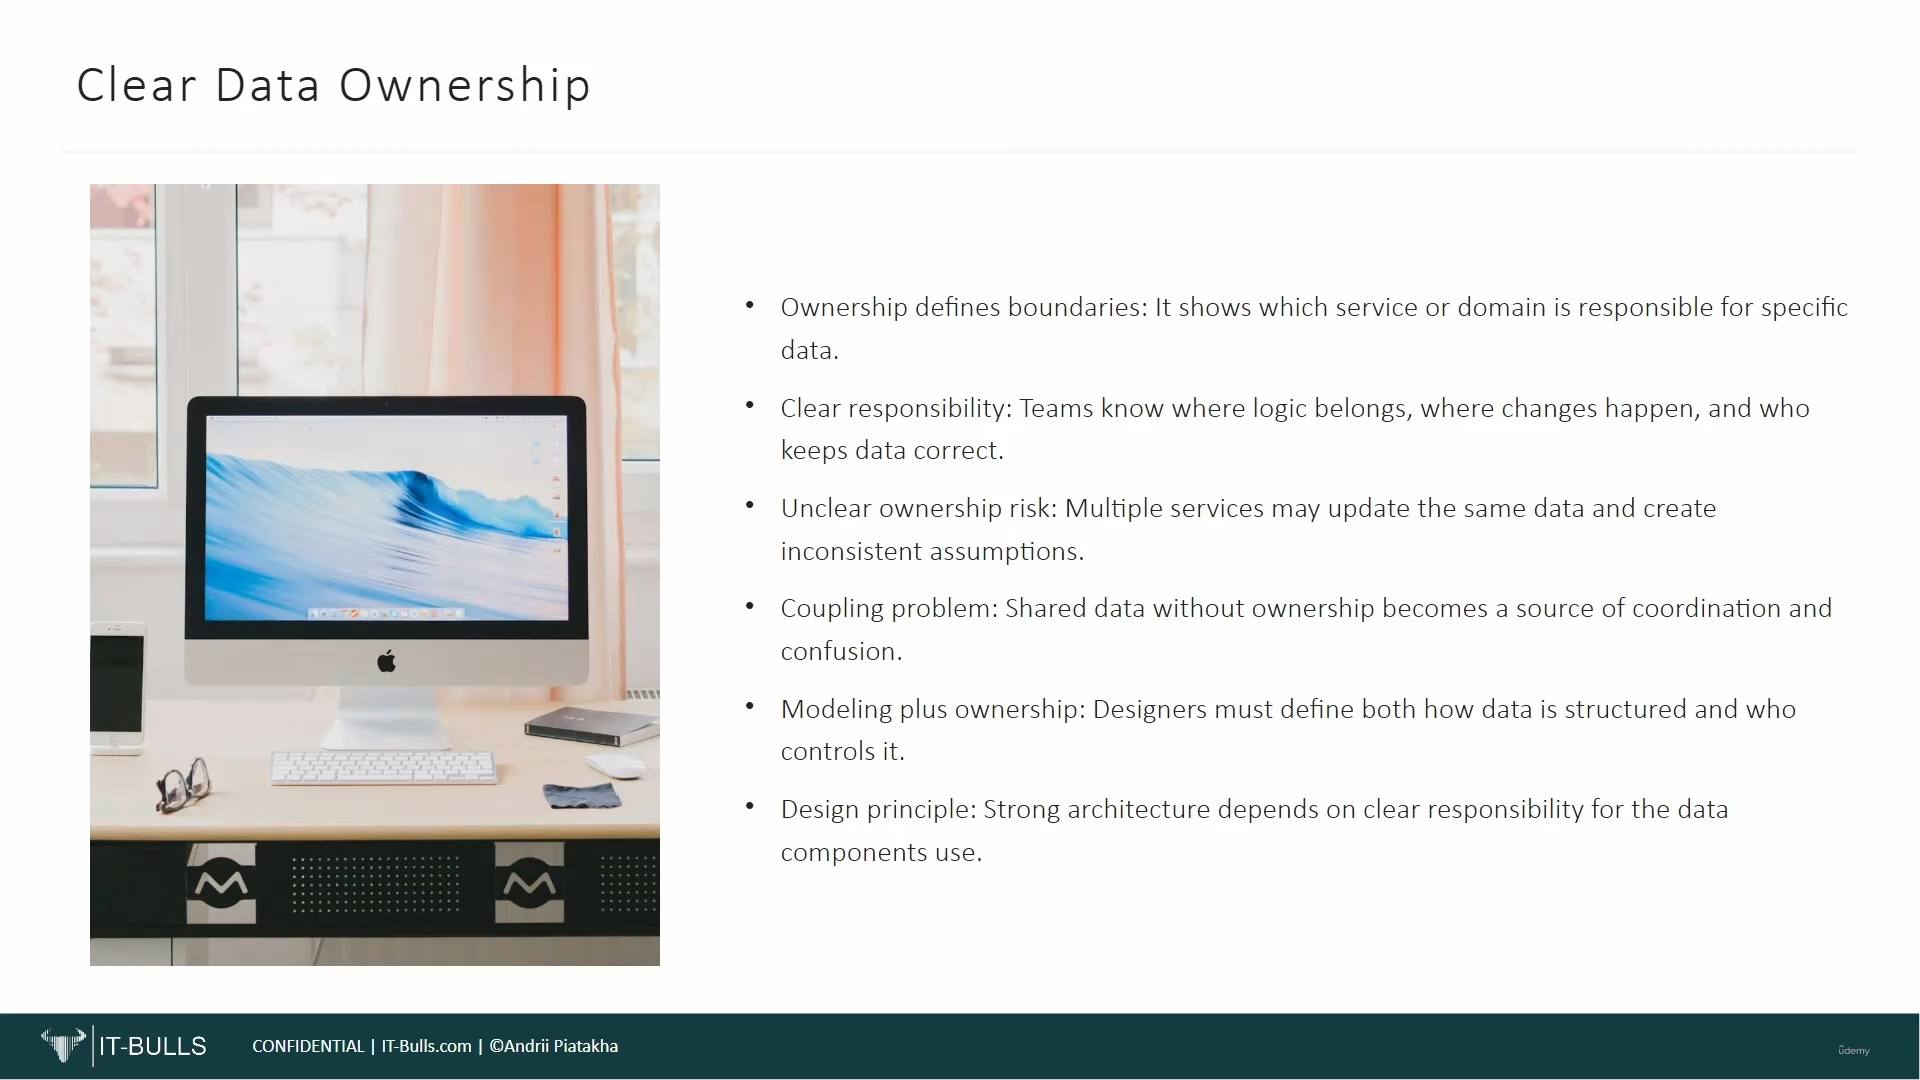 Clear Data Ownership
• Ownership defines boundaries: It shows which service or domain is responsible for specific
data.
• Clear responsibility: Teams know where logic belongs, where changes happen, and who
keeps data correct.
• Unclear ownership risk: Multiple services may update the same data and create
inconsistent assumptions.
• Coupling problem: Shared data without ownership becomes a source of coordination and
confusion.
• Modeling plus ownership: Designers must define both how data is structured and who
controls it.
• Design principle: Strong architecture depends on clear responsibility for the data
components use.
IT-BULLS
CONFIDENTIAL | IT-Bulls.com | ©Andrii Piatakha
ûdemy